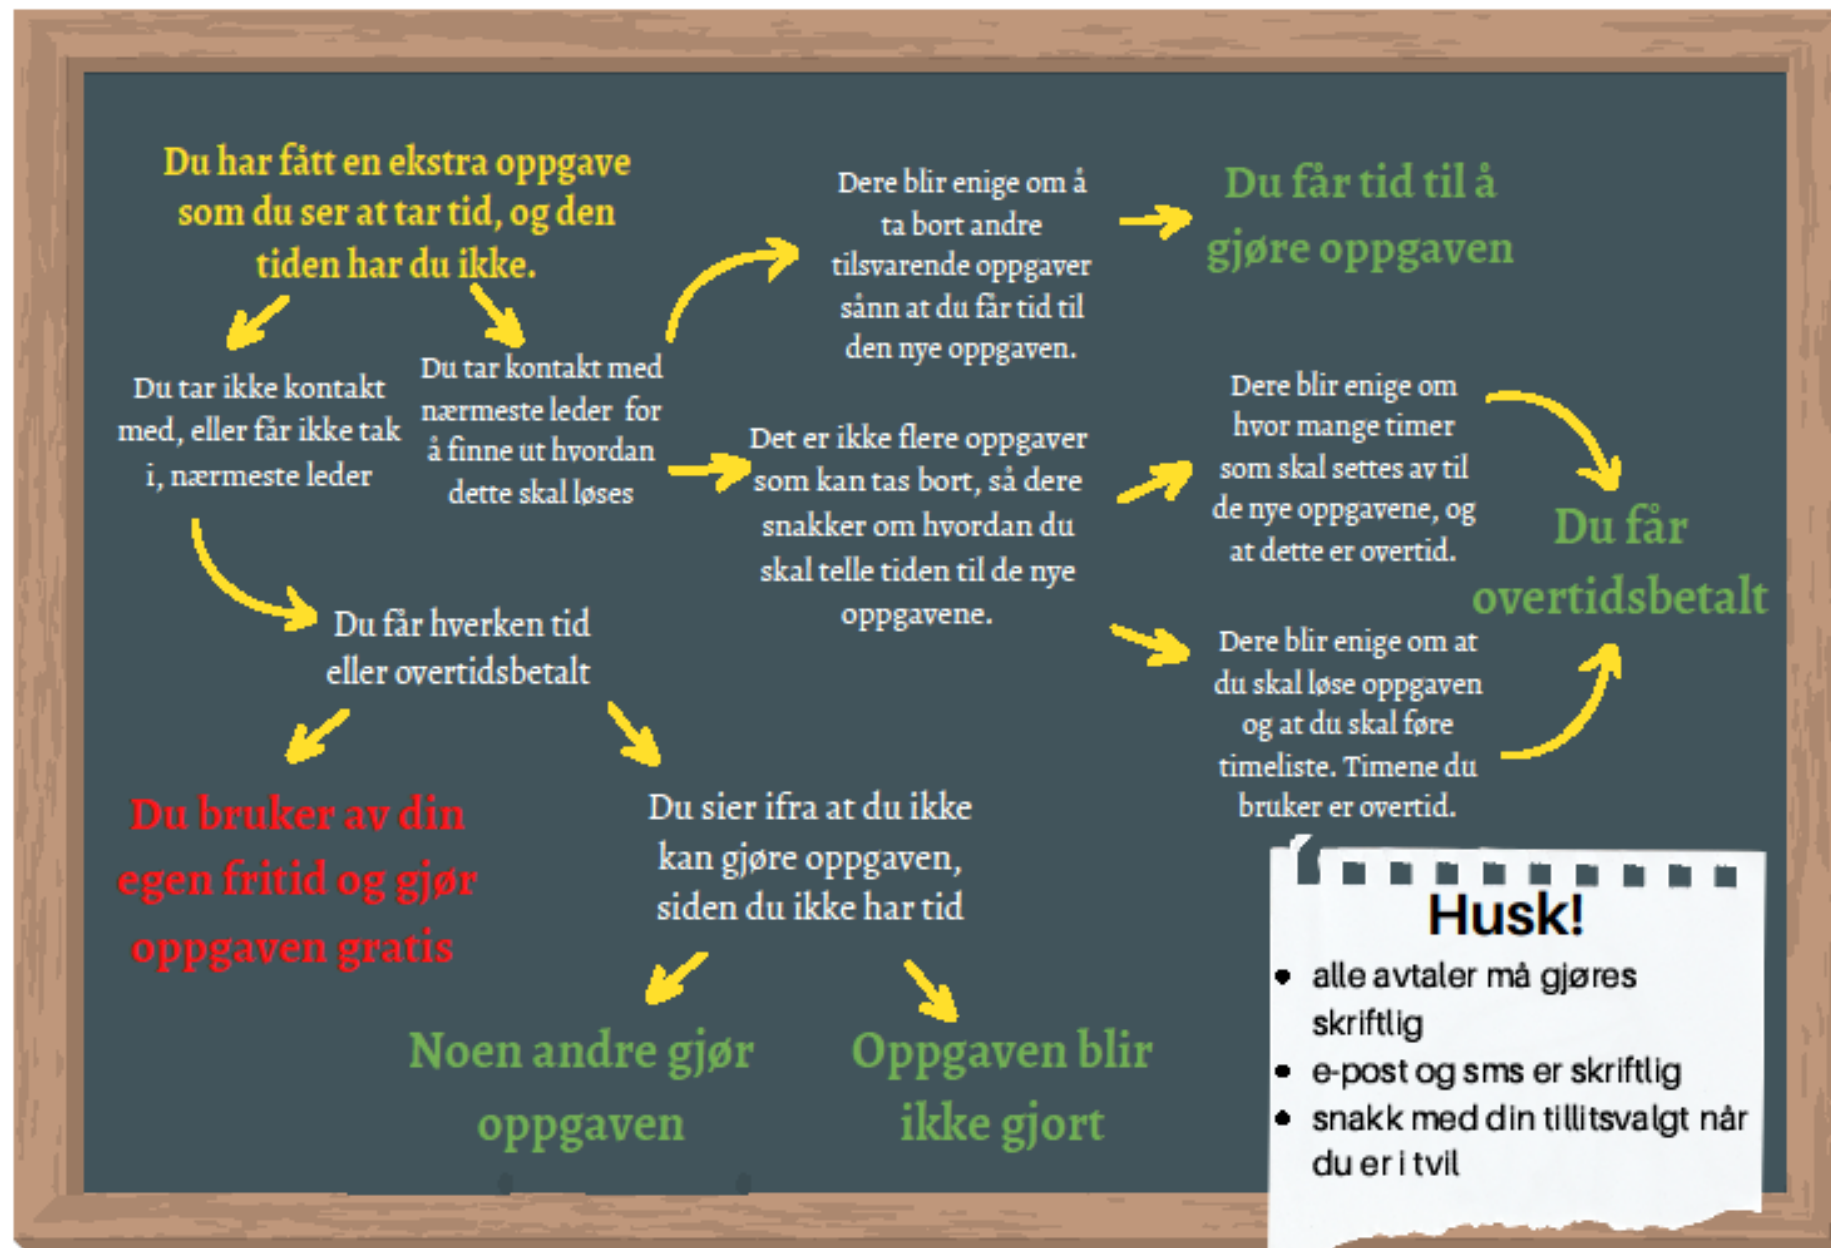 Du har fått en ekstra oppgave
som du ser at tar tid, og den
tiden har du ikke.
Du tar ikke kontakt
med, eller får ikke tak
i, nærmeste leder
Du tar kontakt med
nærmeste leder for
å finne ut hvordan
dette skal løses
Dere blir enige om å
ta bort andre
tilsvarende oppgaver
sånn at du får tid til
den nye oppgaven.
Du får tid til å
gjøre oppgaven
Det er ikke flere oppgaver
som kan tas bort, så dere
snakker om hvordan du
skal telle tiden til de nye
oppgavene.
Dere blir enige om
hvor mange timer
som skal settes av til
de nye oppgavene, og
at dette er overtid.
Du får
overtidsbetalt
Dere blir enige om at
du skal løse oppgaven
og at du skal føre
timeliste. Timene du
bruker er overtid.
Du får hverken tid
eller overtidsbetalt
Du bruker av din
egen fritid og gjør
oppgaven gratis
Du sier ifra at du ikke
kan gjøre oppgaven,
siden du ikke har tid
Noen andre gjør
oppgaven
Oppgaven blir
ikke gjort
Husk!
• alle avtaler må gjøres
skriftlig
• e-post og sms er skriftlig
• snakk med din tillitsvalgt når
du er i tvil